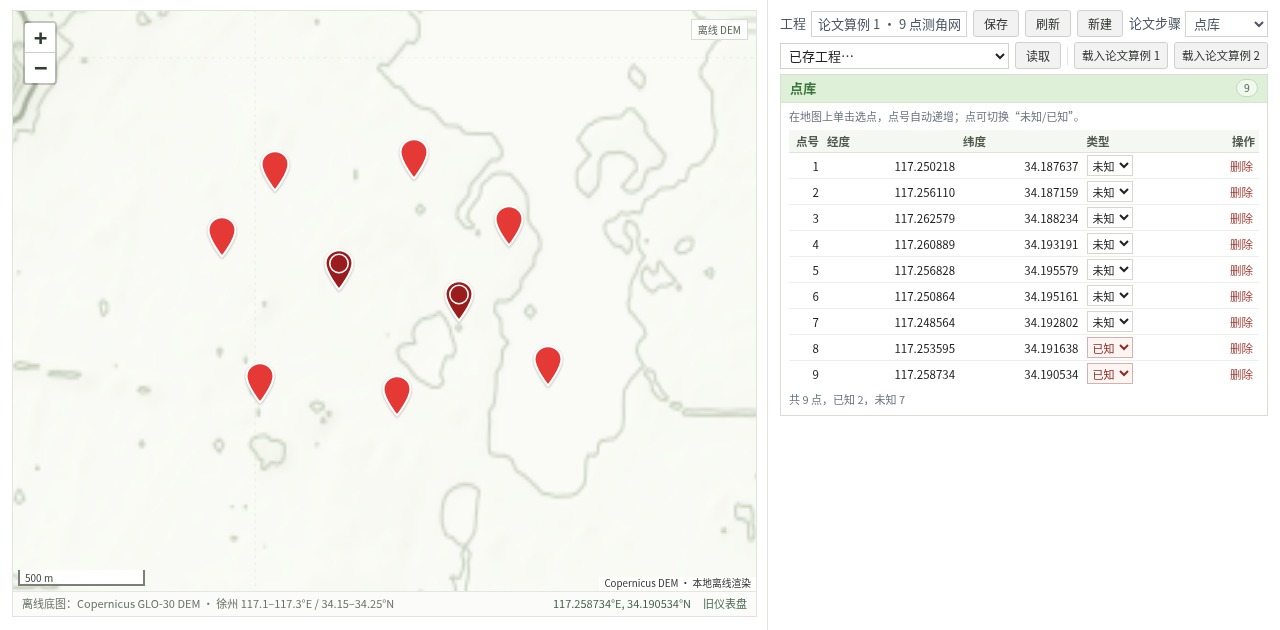 +
−
离线 DEM
500 m
Copernicus DEM · 本地离线渲染
离线底图：Copernicus GLO-30 DEM · 徐州 117.1–117.3°E / 34.15–34.25°N
117.258734°E, 34.190534°N 旧仪表盘
工程 论文算例 1 · 9 点测角网 保存 刷新 新建 论文步骤 点库
已存工程… 读取 载入论文算例 1 载入论文算例 2
点库 9
在地图上单击选点，点号自动递增；点可切换“未知/已知”。
点号 经度 纬度 类型 操作
1 117.250218 34.187637 未知 删除
2 117.256110 34.187159 未知 删除
3 117.262579 34.188234 未知 删除
4 117.260889 34.193191 未知 删除
5 117.256828 34.195579 未知 删除
6 117.250864 34.195161 未知 删除
7 117.248564 34.192802 未知 删除
8 117.253595 34.191638 已知 删除
9 117.258734 34.190534 已知 删除
共 9 点，已知 2，未知 7